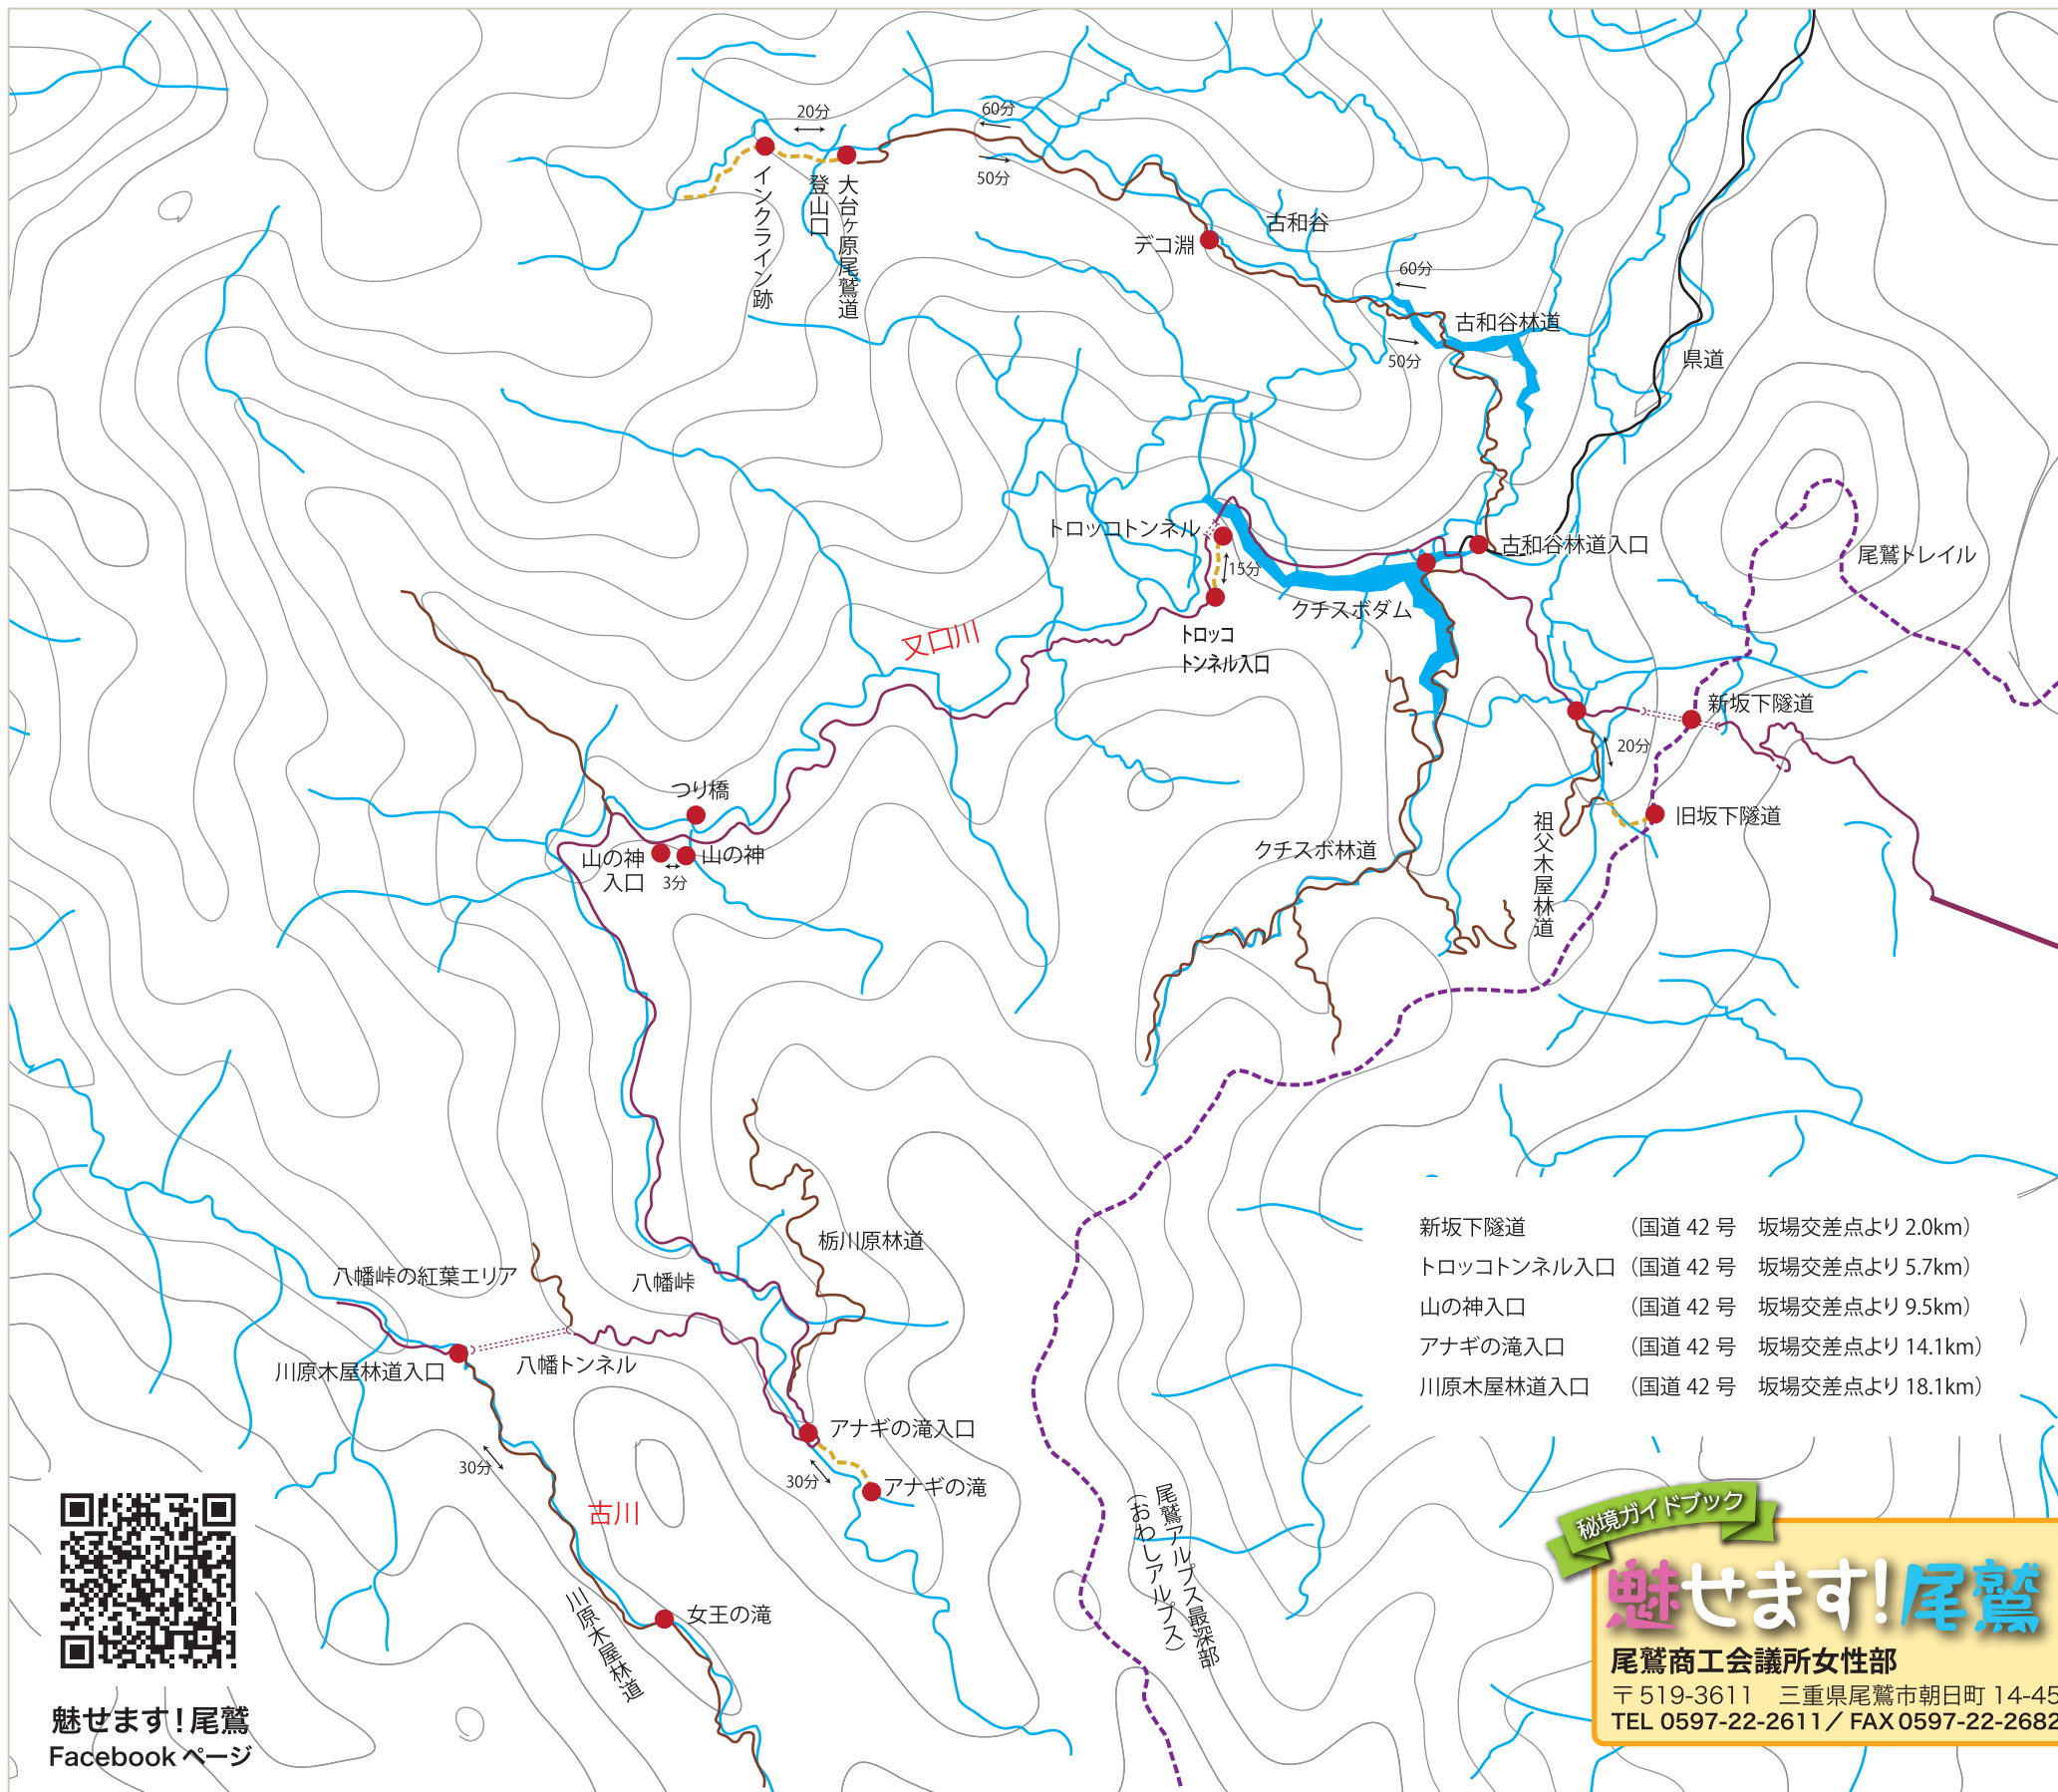 20分
60分
50分
インクライン跡
大台ヶ原尾鷲道
登山口
デコ淵
古和谷
60分
50分
古和谷林道
県道
トロッコトンネル
15分
古和谷林道入口
尾鷲トレイル
クチスボダム
トロッコ
トンネル入口
又口川
新坂下隧道
20分
旧坂下隧道
祖父木屋林道
つり橋
山の神
入口
山の神
3分
クチスボ林道
栃川原林道
八幡峠の紅葉エリア
八幡峠
川原木屋林道入口
八幡トンネル
アナギの滝入口
30分
アナギの滝
30分
古川
川原木屋林道
女王の滝
尾鷲アルプス最深部
（おわしアルプス）
新坂下隧道 （国道 42 号 坂場交差点より 2.0km）
トロッコトンネル入口 （国道 42 号 坂場交差点より 5.7km）
山の神入口 （国道 42 号 坂場交差点より 9.5km）
アナギの滝入口 （国道 42 号 坂場交差点より 14.1km）
川原木屋林道入口 （国道 42 号 坂場交差点より 18.1km）
魅せます！尾鷲
Facebook ページ
秘境ガイドブック
魅せます！尾鷲
尾鷲商工会議所女性部
〒519-3611 三重県尾鷲市朝日町 14-45
TEL 0597-22-2611／FAX 0597-22-2682